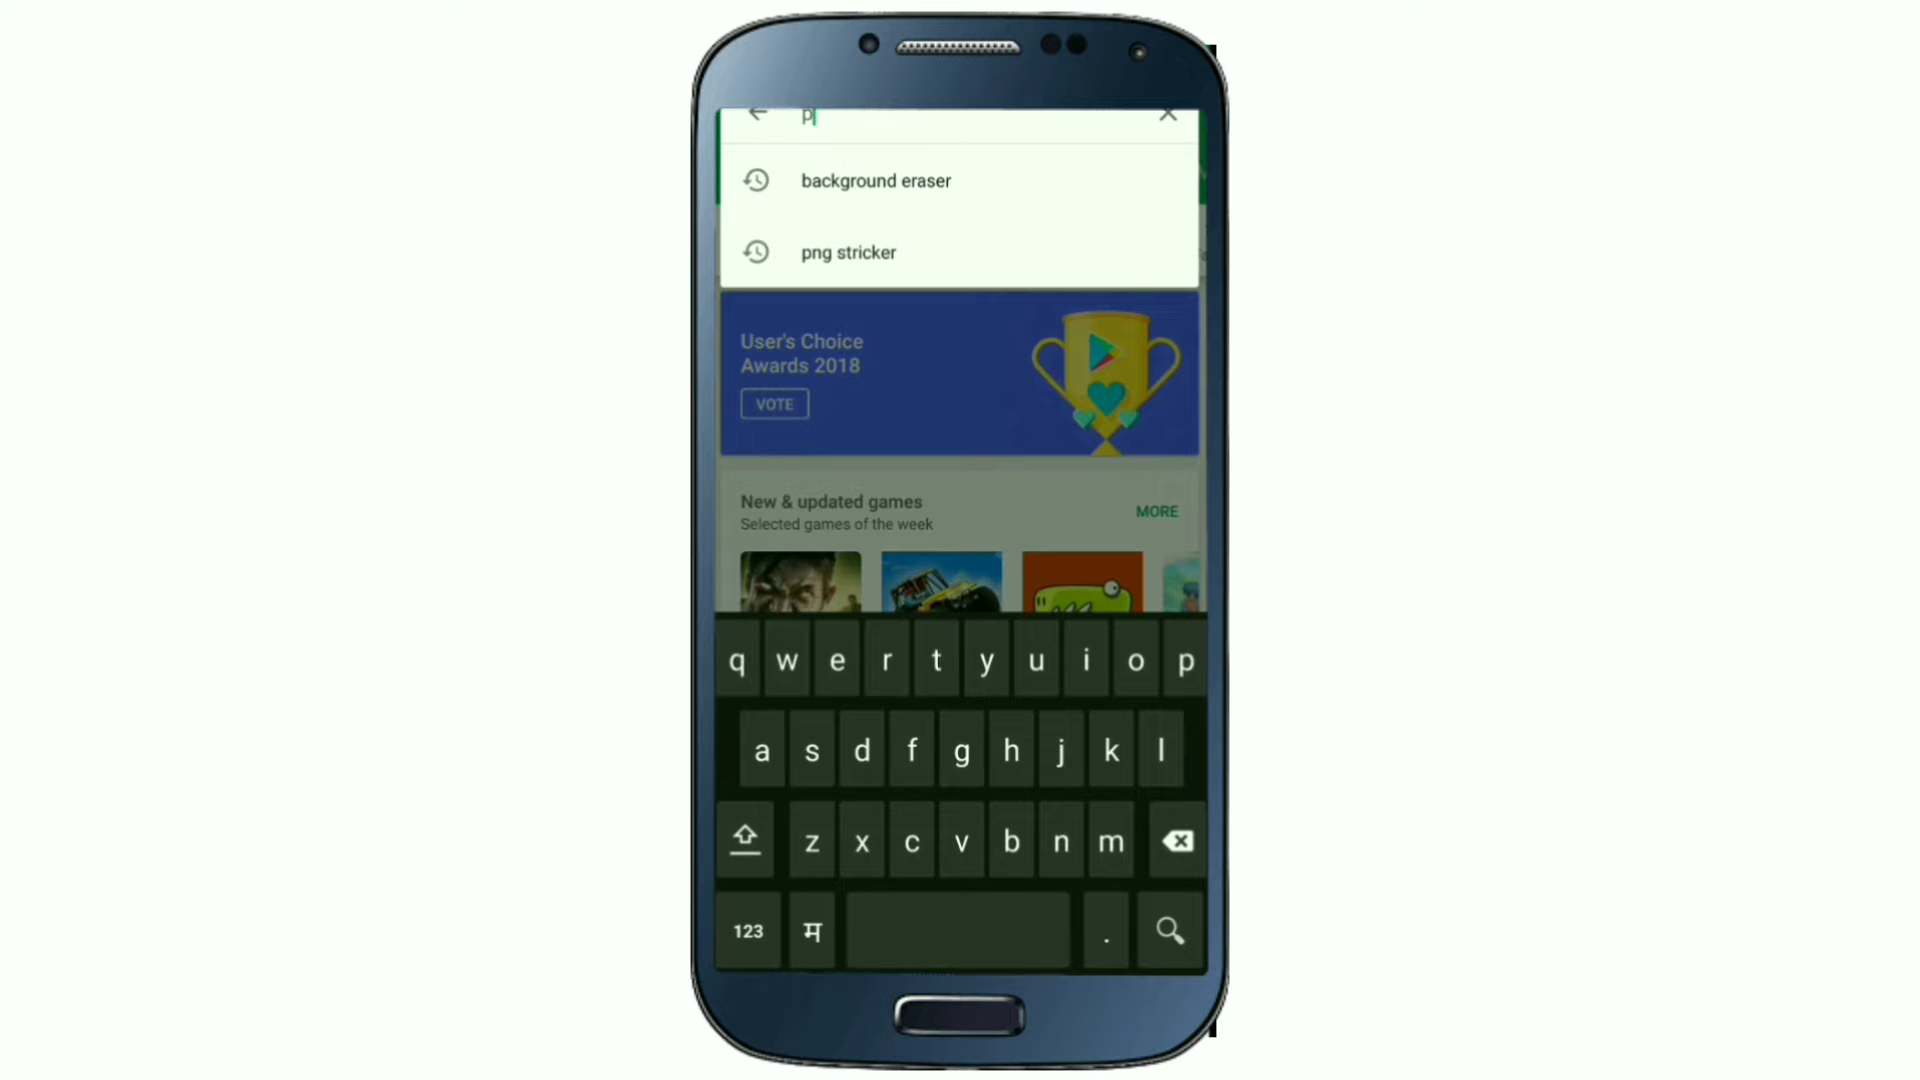 p
background eraser
png stricker
User's Choice
Awards 2018
VOTE
New & updated games
MORE
Selected games of the week
q w e r t y u i o p
a s d f g h j k l
z x c v b n m
123 म .